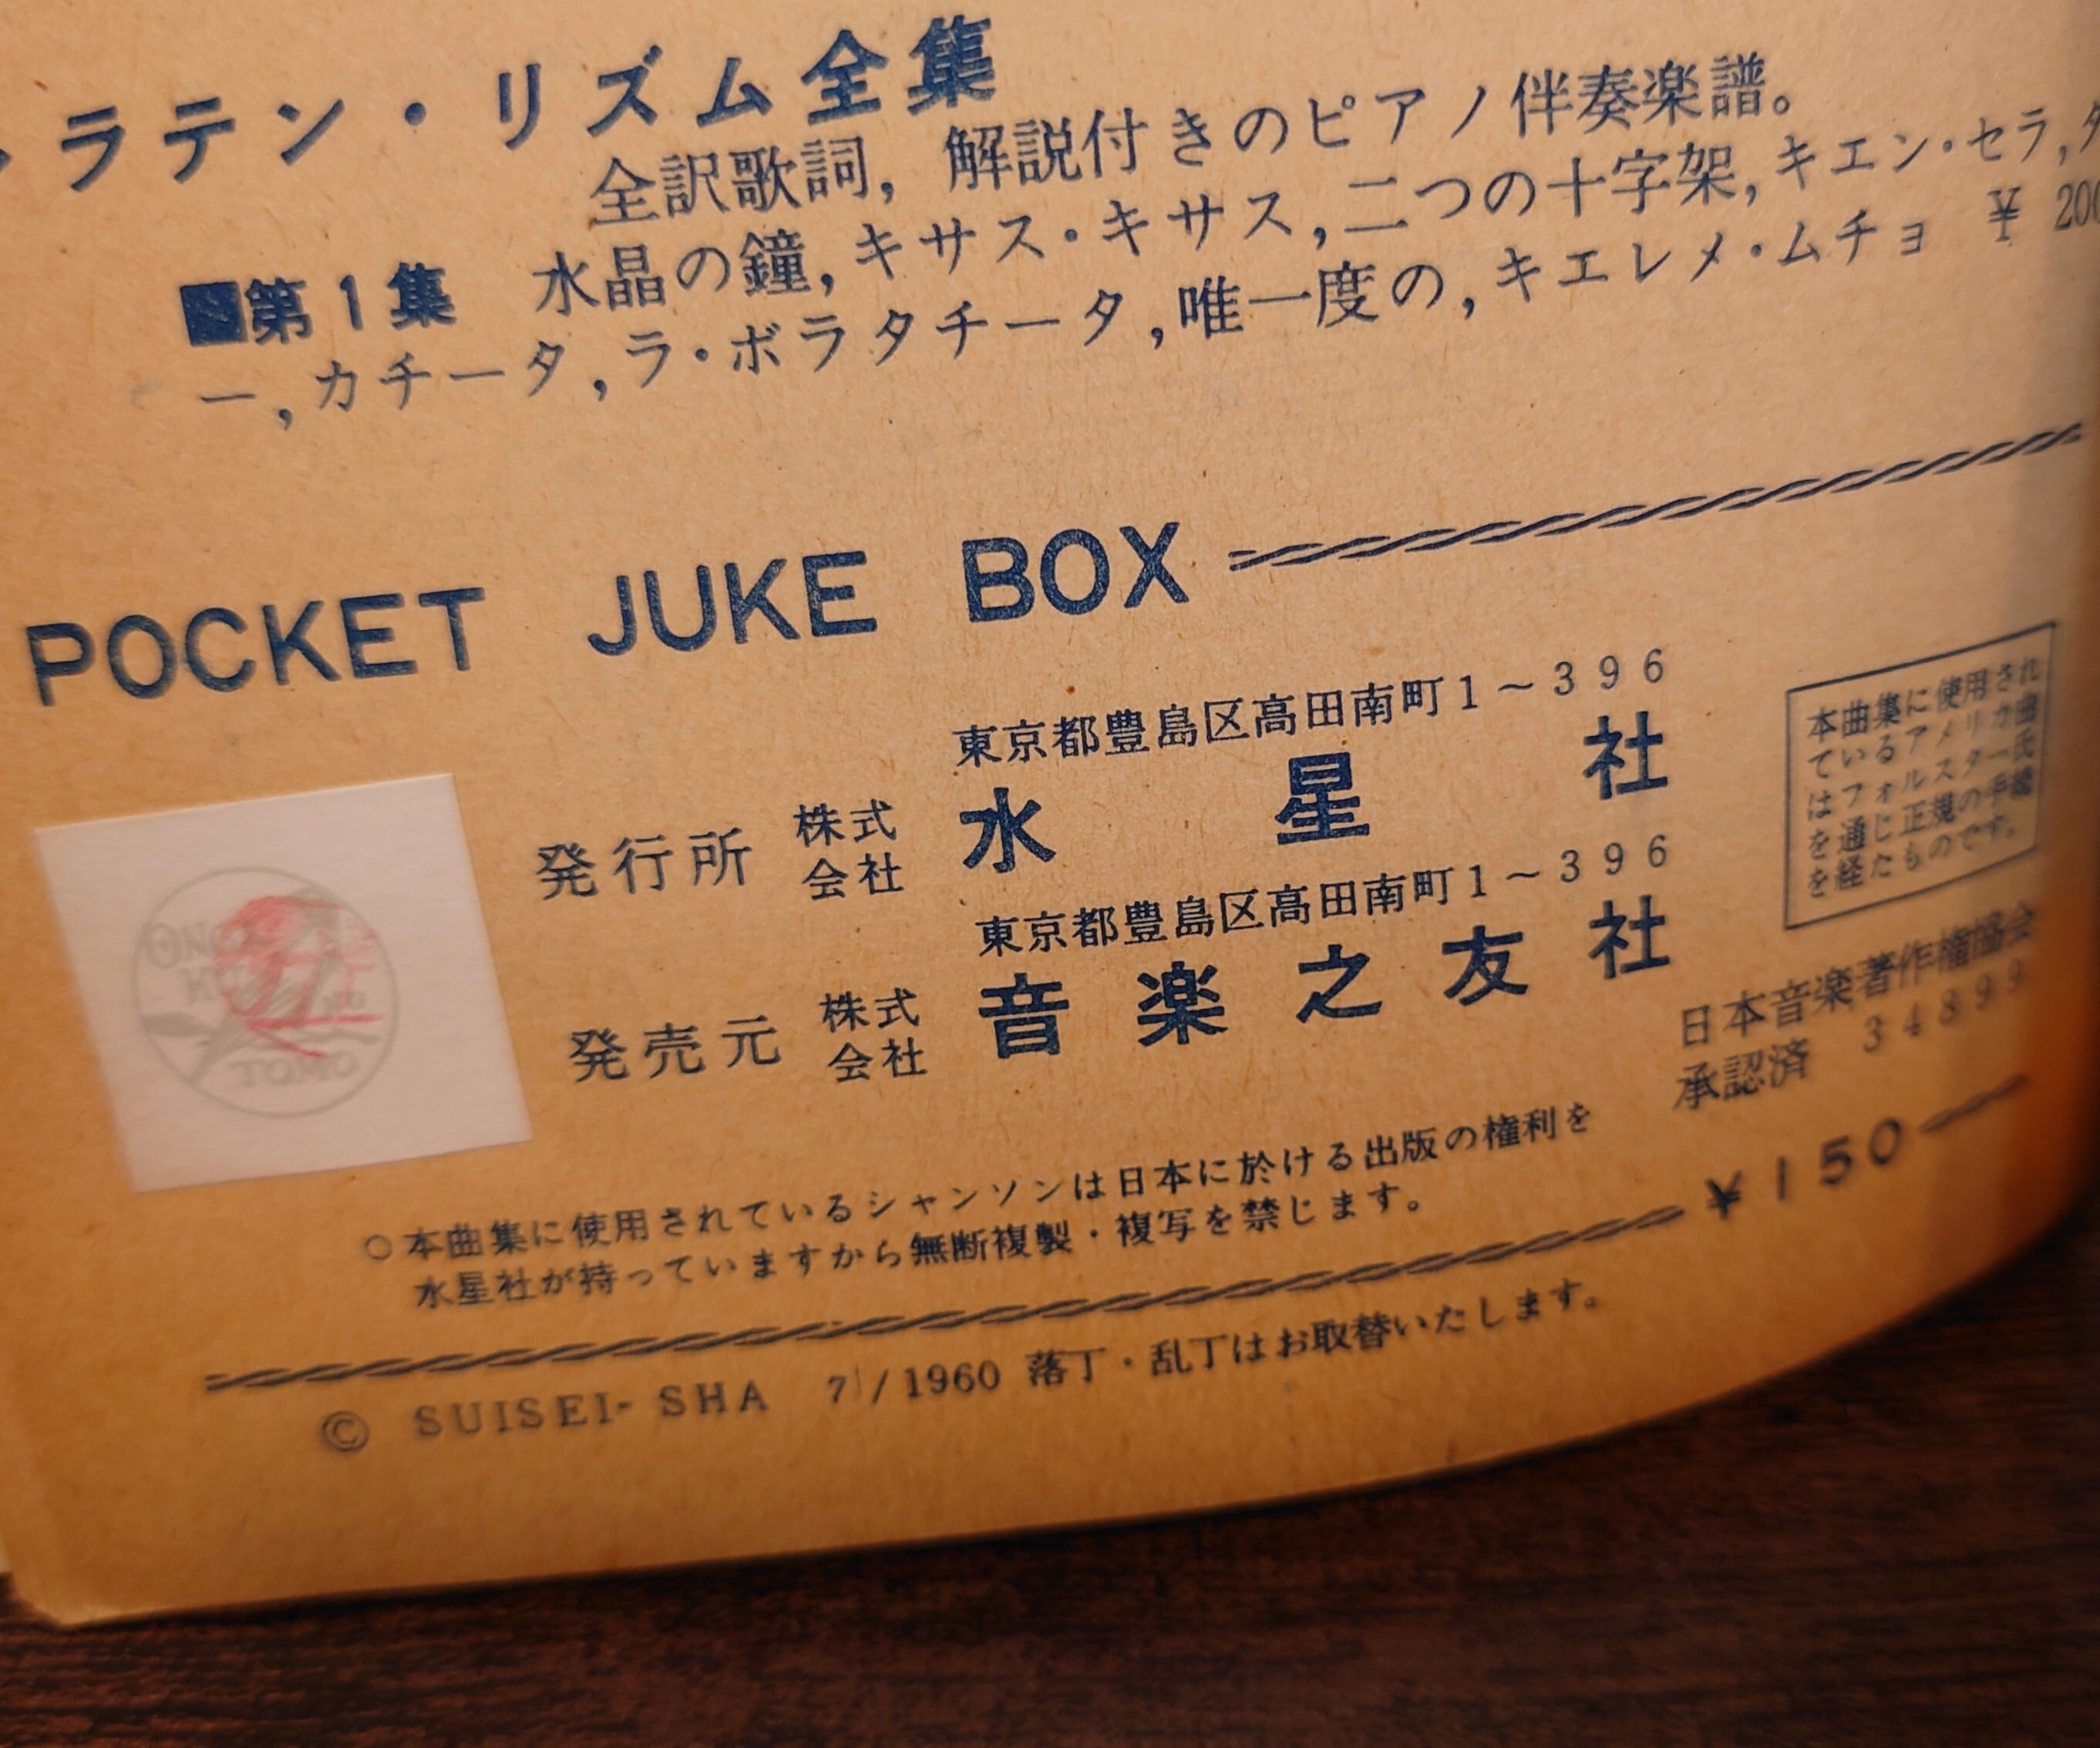 ラテン・リズム全集
全訳歌詞，解説付きのピアノ伴奏楽譜。
■第1集　水晶の鐘，キサス・キサス，二つの十字架，キエン・セラ，タ
ー，カチータ，ラ・ボラタチータ，唯一度の，キエレメ・ムチョ　¥ 200
POCKET JUKE BOX
東京都豊島区高田南町1～396
発行所 株式会社 水星社
東京都豊島区高田南町1～396
発売元 株式会社 音楽之友社
本曲集に使用され
ているアメリカ曲
はフォルスター氏
を通じ正規の手続
を経たものです。
日本音楽著作権協会
承認済　34899
TOMO
○本曲集に使用されているシャンソンは日本に於ける出版の権利を
水星社が持っていますから無断複製・複写を禁じます。
¥150
© SUISEI-SHA 7/1960 落丁・乱丁はお取替いたします。